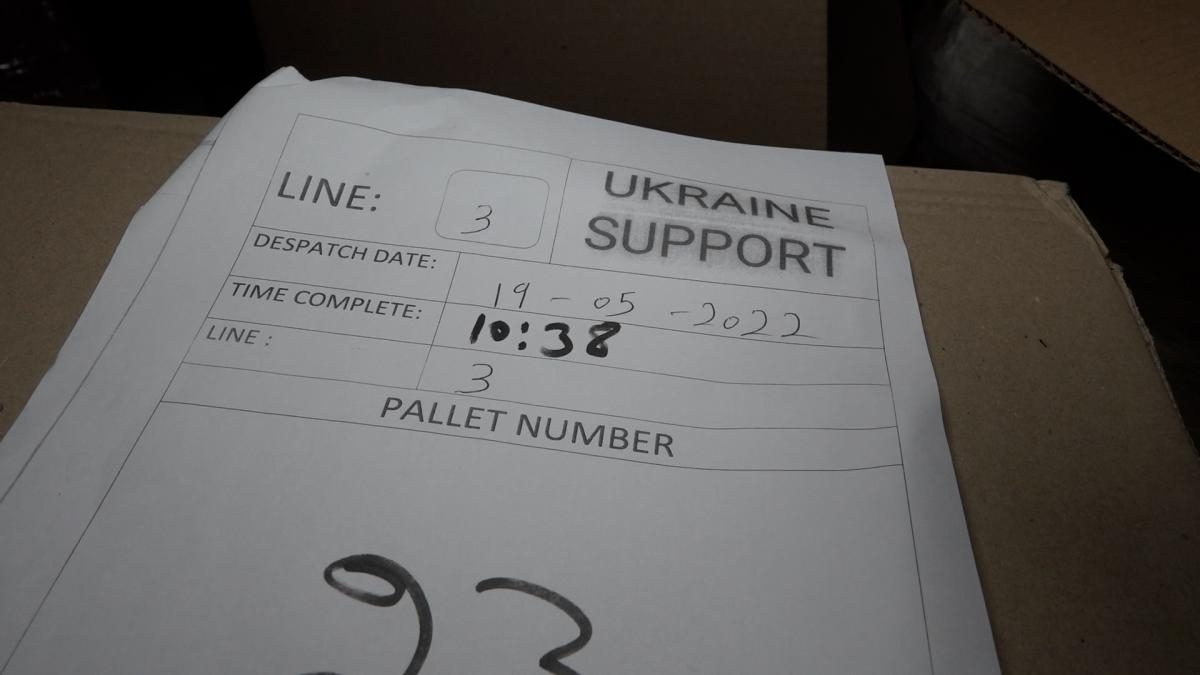 LINE: 3
UKRAINE
SUPPORT
DESPATCH DATE: 19-05-2022
TIME COMPLETE: 10:38
LINE : 3
PALLET NUMBER